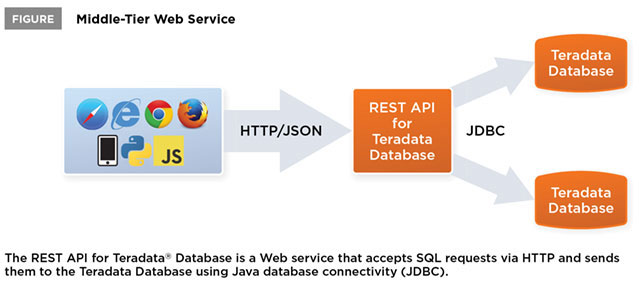 FIGURE Middle-Tier Web Service
HTTP/JSON
JS
REST API
for
Teradata
Database
JDBC
Teradata
Database
Teradata
Database
The REST API for Teradata® Database is a Web service that accepts SQL requests via HTTP and sends
them to the Teradata Database using Java database connectivity (JDBC).